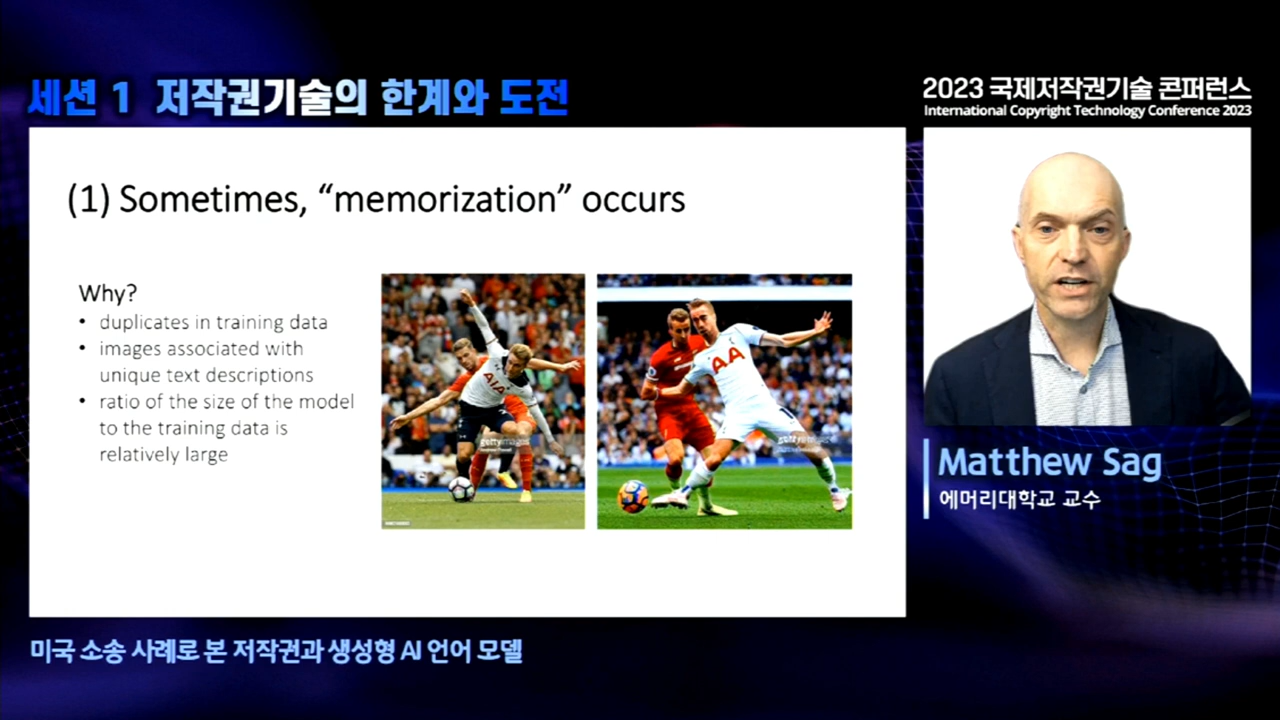 세션 1 저작권기술의 한계와 도전
2023 국제저작권기술 콘퍼런스
International Copyright Technology Conference 2023
(1) Sometimes, “memorization” occurs
Why?
• duplicates in training data
• images associated with
unique text descriptions
• ratio of the size of the model
to the training data is
relatively large
AIA
gettyimages
AA
gettyimages
Matthew Sag
에머리대학교 교수
미국 소송 사례로 본 저작권과 생성형 AI 언어 모델